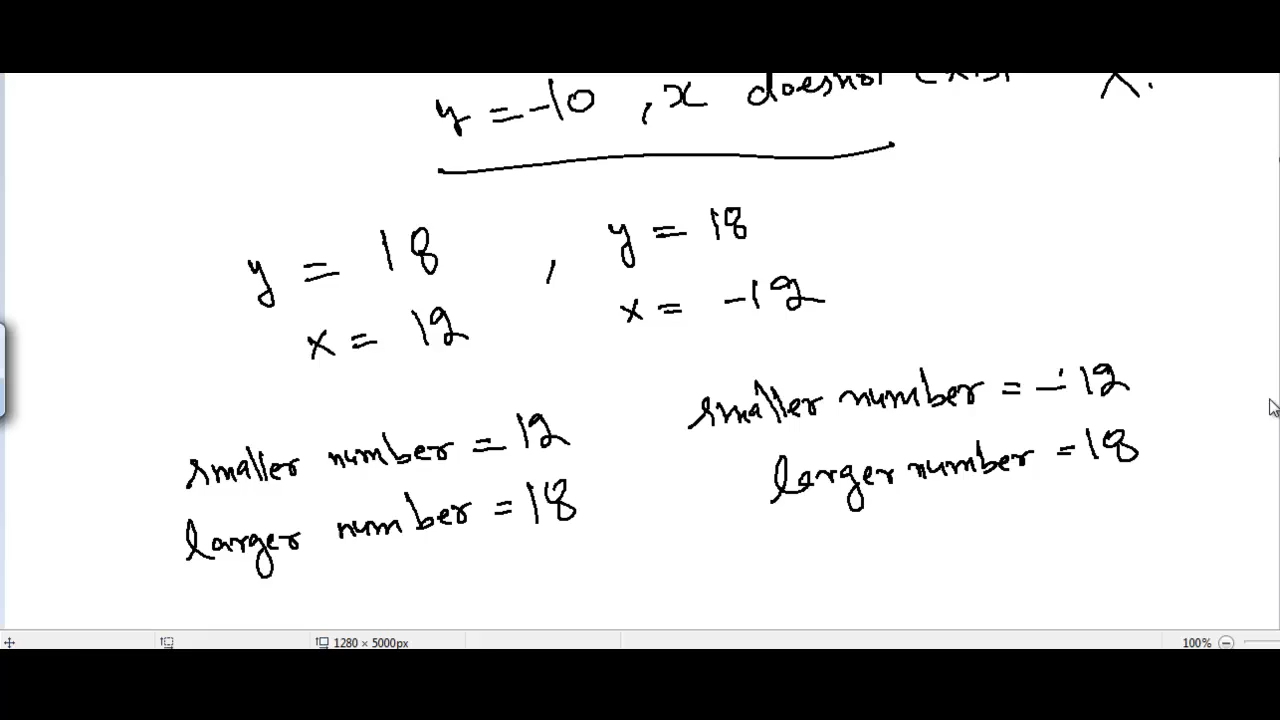 y = -10 , x doesnot exist X.
y = 18 , y = 18
x = 12 x = -12
smaller number = 12
larger number = 18
smaller number = -12
larger number = 18
1280 × 5000px 100%